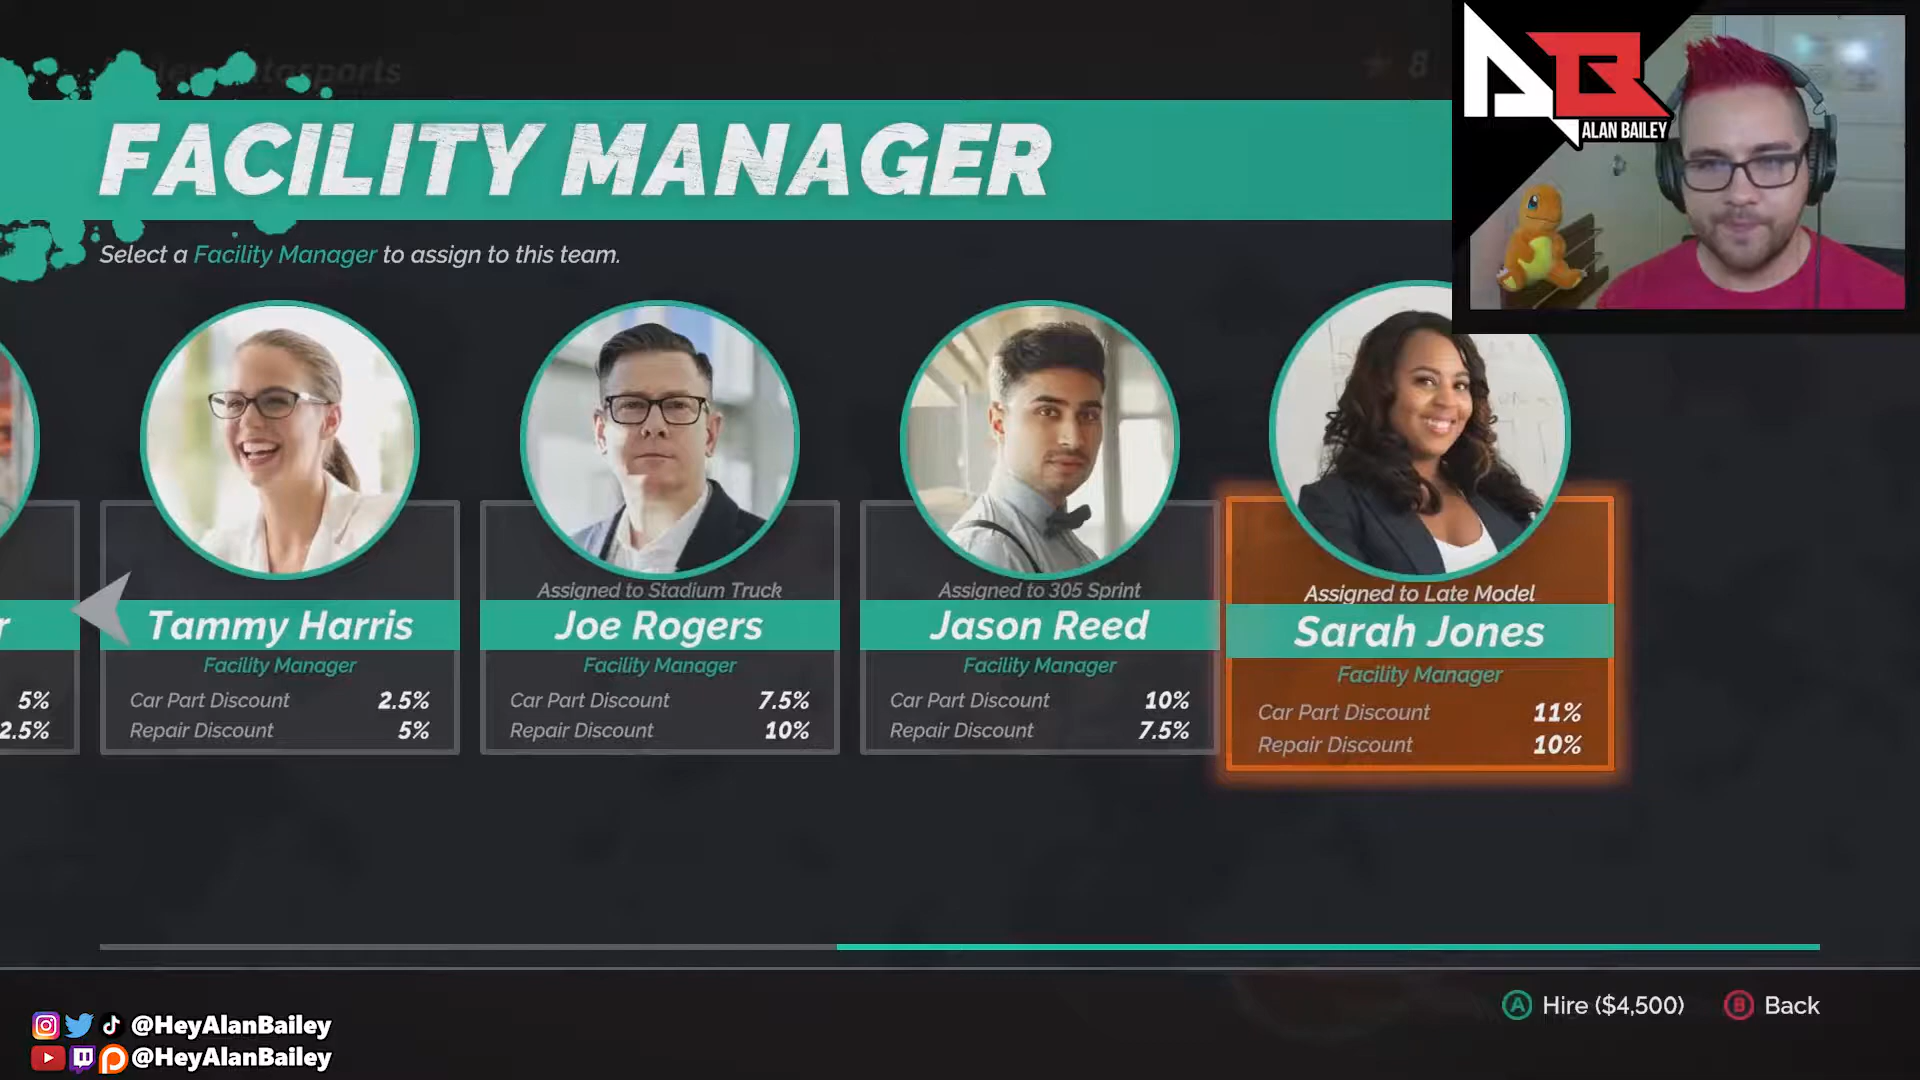 8
FACILITY MANAGER
Select a Facility Manager to assign to this team.
ALAN BAILEY
Tammy Harris
Facility Manager
Car Part Discount 2.5%
Repair Discount 5%
Assigned to Stadium Truck
Joe Rogers
Facility Manager
Car Part Discount 7.5%
Repair Discount 10%
Assigned to 305 Sprint
Jason Reed
Facility Manager
Car Part Discount 10%
Repair Discount 7.5%
Assigned to Late Model
Sarah Jones
Facility Manager
Car Part Discount 11%
Repair Discount 10%
r
5%
2.5%
A Hire ($4,500)
B Back
@HeyAlanBailey
@HeyAlanBailey